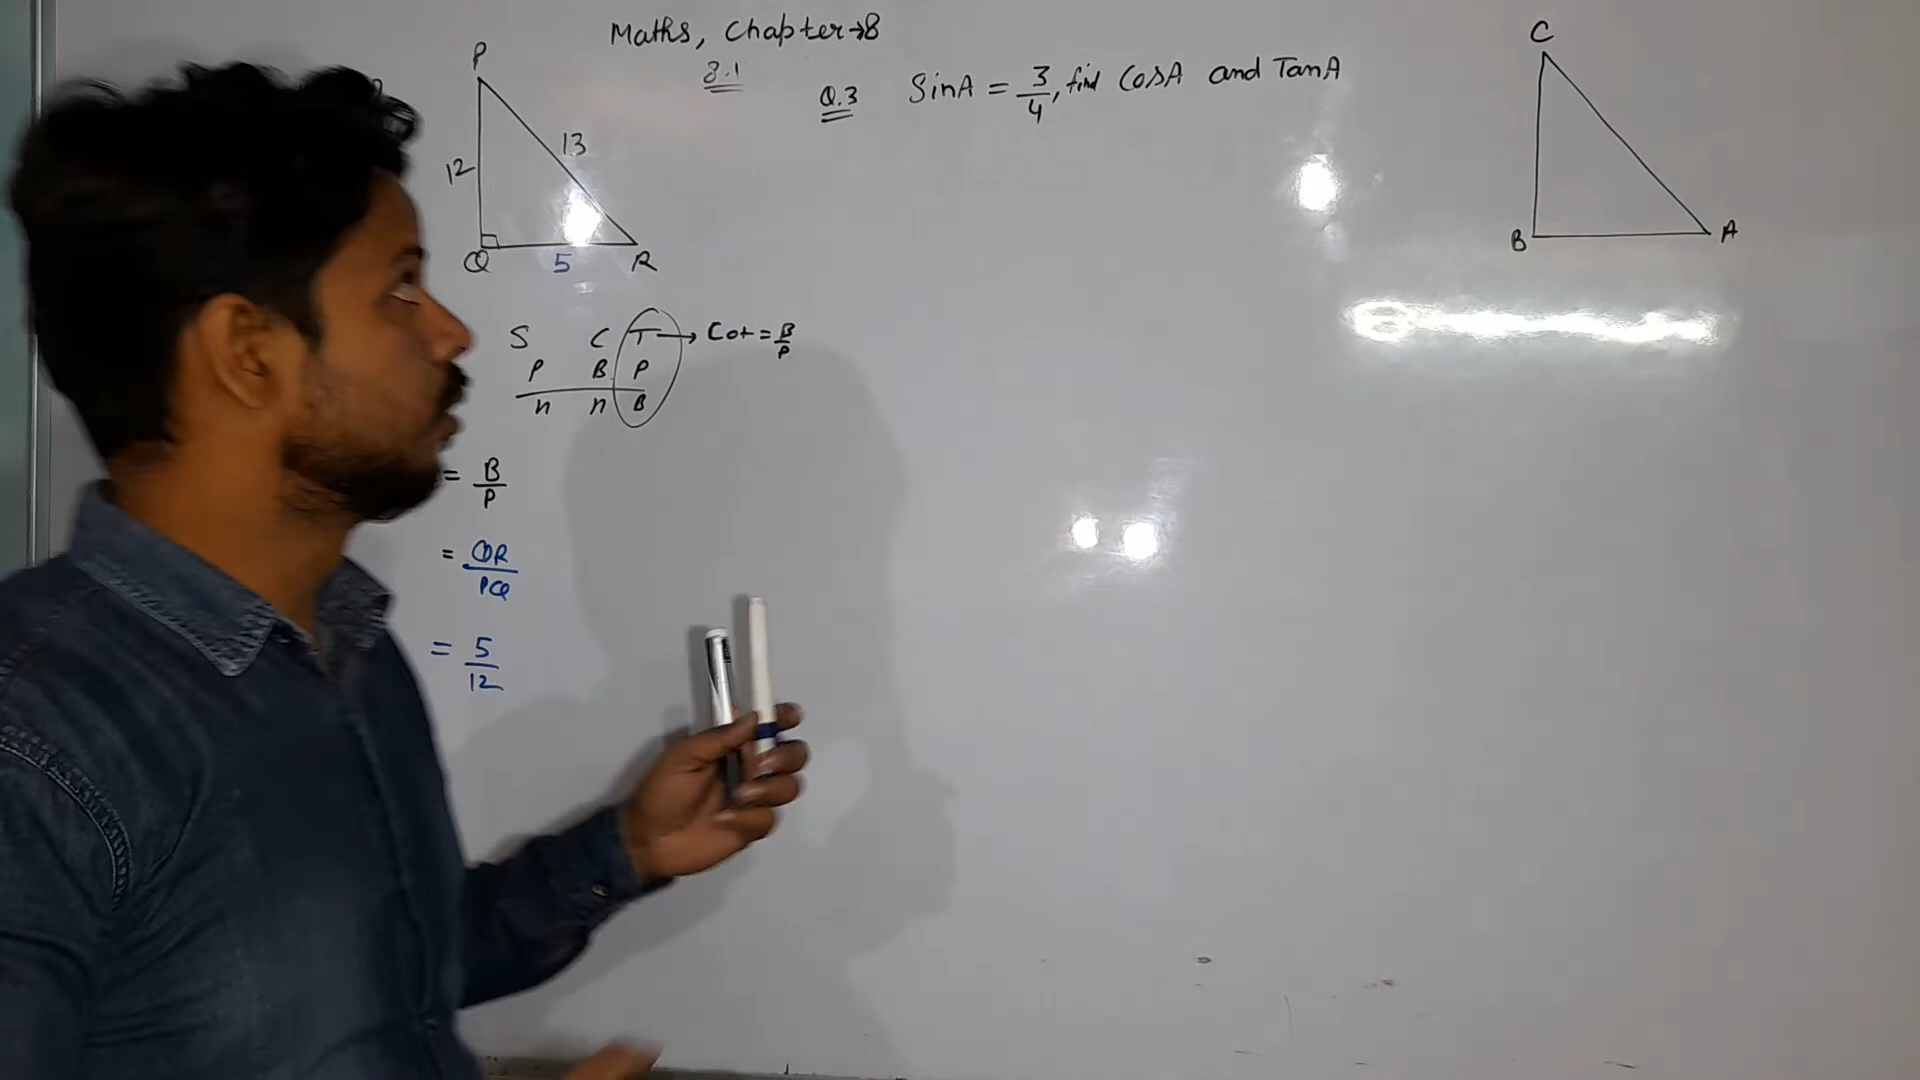 Maths, Chapter→8
8.1
Q.3 SinA = 3/4, find CosA and TanA
P
12
13
Q
5
R
S C T → Cot = B/P
P B P
h h B
= B/P
= QR/PQ
= 5/12
C
B
A